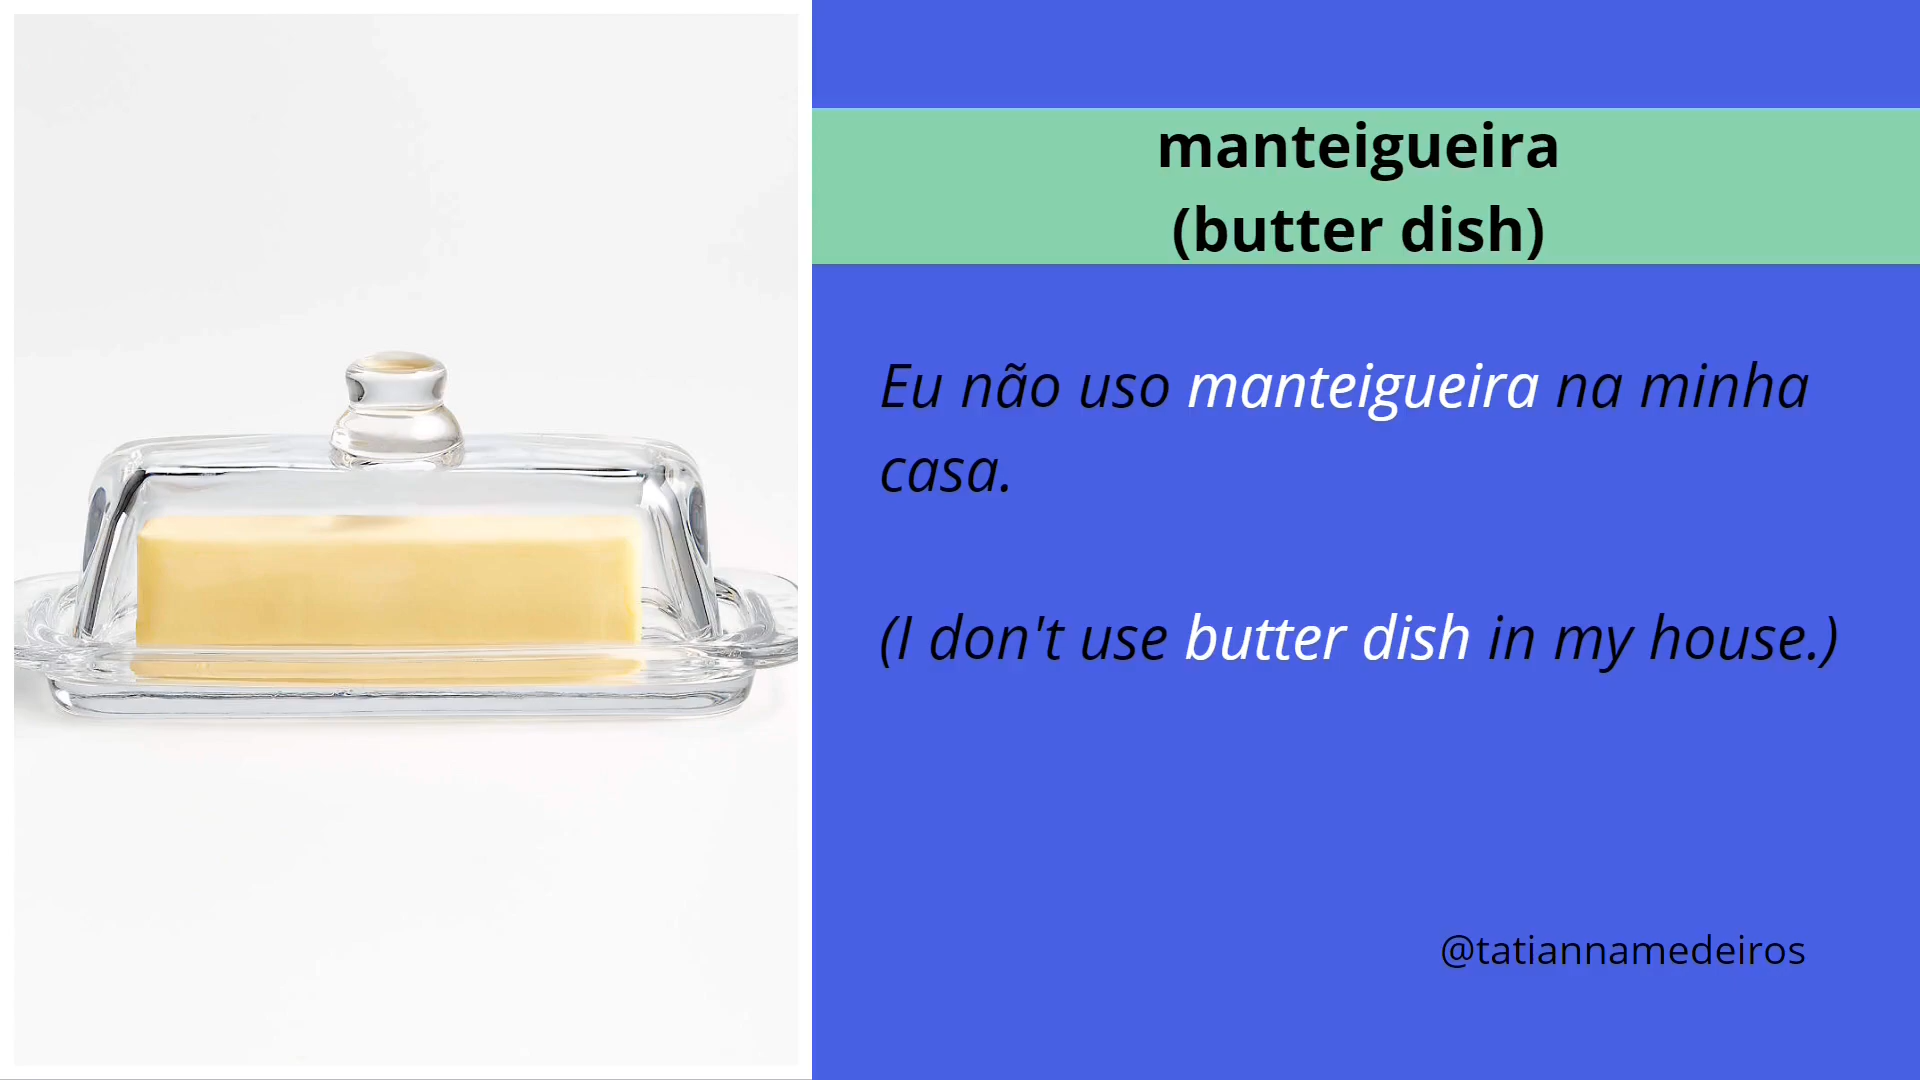 manteigueira
(butter dish)
Eu não uso manteigueira na minha
casa.
(I don't use butter dish in my house.)
@tatiannamedeiros